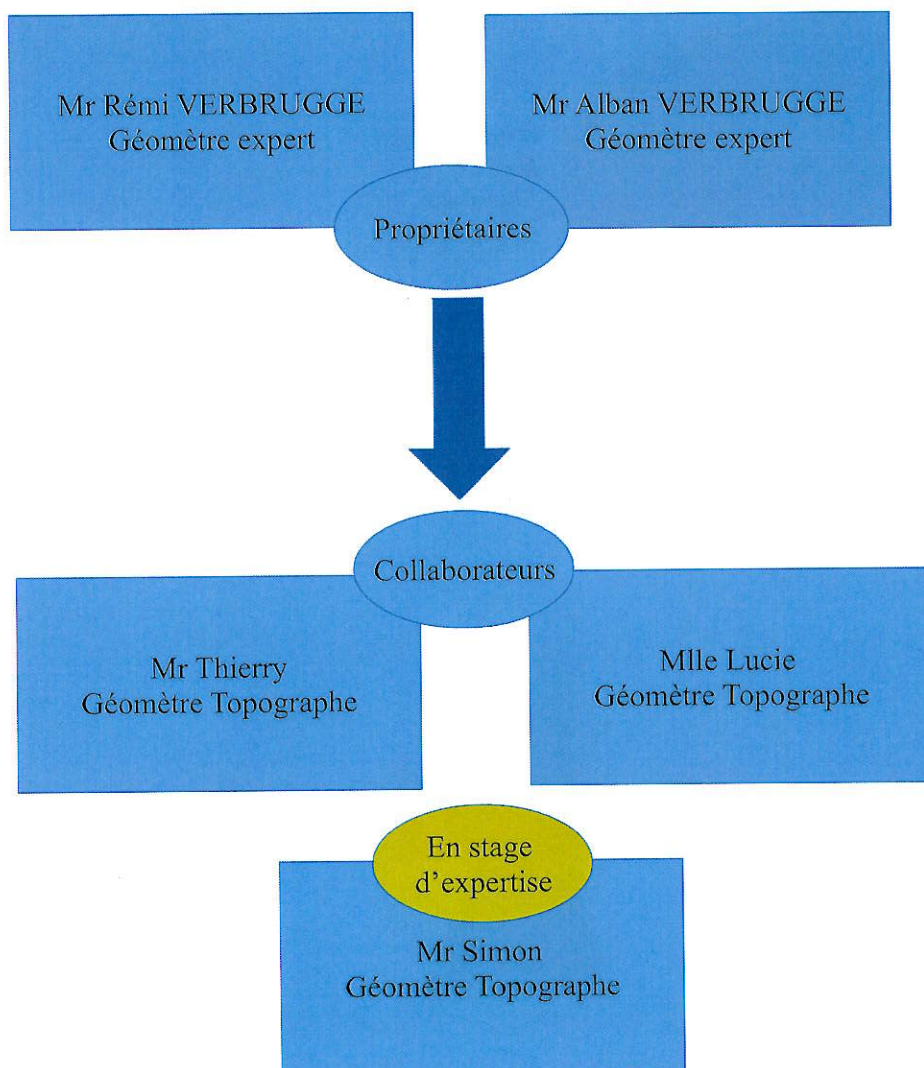 Mr Rémi VERBRUGGE
Géomètre expert
Mr Alban VERBRUGGE
Géomètre expert
Propriétaires
Collaborateurs
Mr Thierry
Géomètre Topographe
Mlle Lucie
Géomètre Topographe
En stage
d'expertise
Mr Simon
Géomètre Topographe